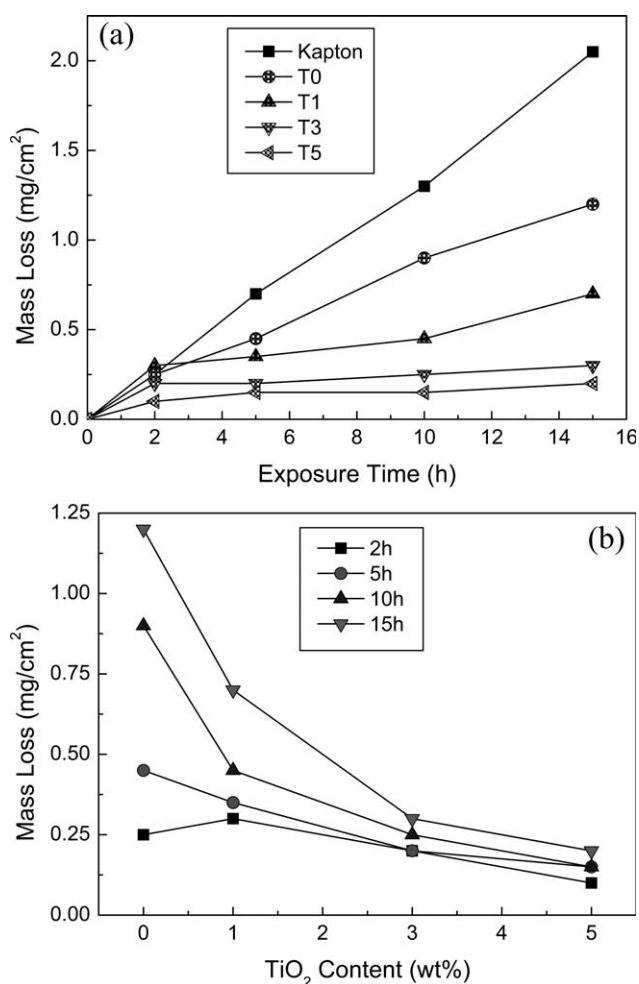 (a)
Kapton
T0
T1
T3
T5
2.0
1.5
1.0
0.5
0.0
Mass Loss (mg/cm²)
0 2 4 6 8 10 12 14 16
Exposure Time (h)
(b)
2h
5h
10h
15h
1.25
1.00
0.75
0.50
0.25
0.00
Mass Loss (mg/cm²)
0 1 2 3 4 5
TiO₂ Content (wt%)